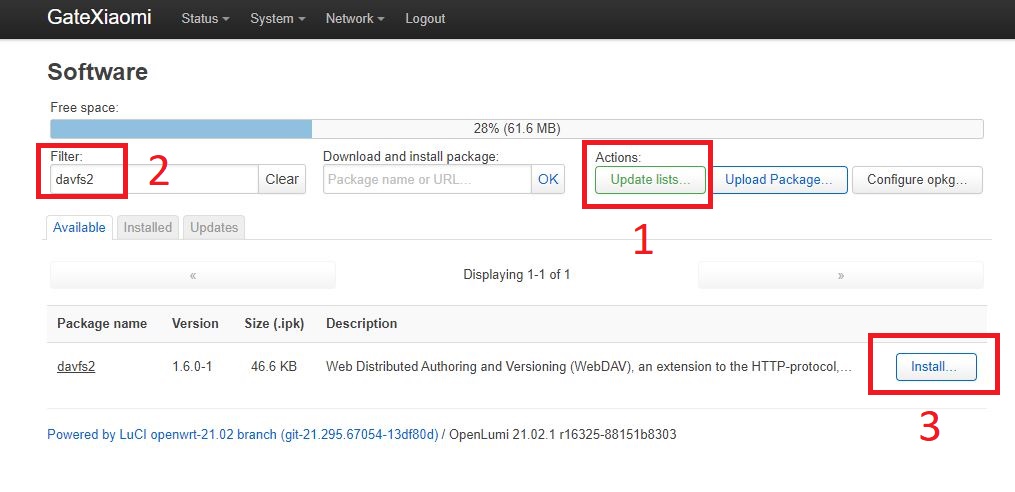 GateXiaomi Status System Network Logout
Software
Free space:
28% (61.6 MB)
Filter: Download and install package: Actions:
davfs2 Clear Package name or URL... OK Update lists... Upload Package... Configure opkg...
2
1
Available Installed Updates
« Displaying 1-1 of 1 »
Package name Version Size (.ipk) Description
davfs2 1.6.0-1 46.6 KB Web Distributed Authoring and Versioning (WebDAV), an extension to the HTTP-protocol,... Install...
3
Powered by LuCI openwrt-21.02 branch (git-21.295.67054-13df80d) / OpenLumi 21.02.1 r16325-88151b8303